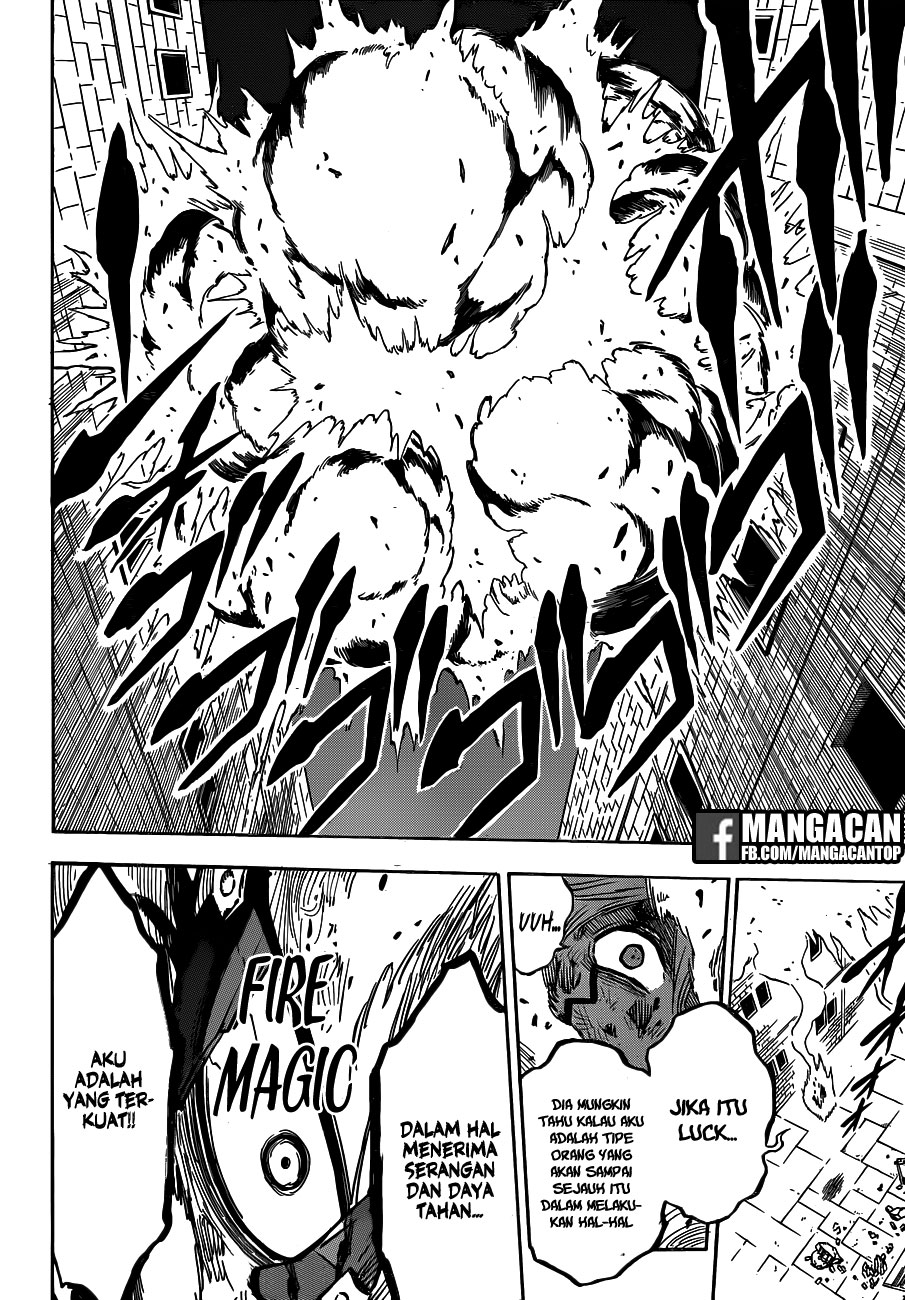 MANGACAN
FB.COM/MANGACANTOP
UUH...
JIKA ITU
LUCK...
DIA MUNGKIN
TAHU KALAU AKU
ADALAH TIPE
ORANG YANG
AKAN SAMPAI
SEJAUH ITU
DALAM MELAKU-
KAN HAL-HAL
FIRE
MAGIC
DALAM HAL
MENERIMA
SERANGAN
DAN DAYA
TAHAN...
AKU
ADALAH
YANG TER-
KUAT!!